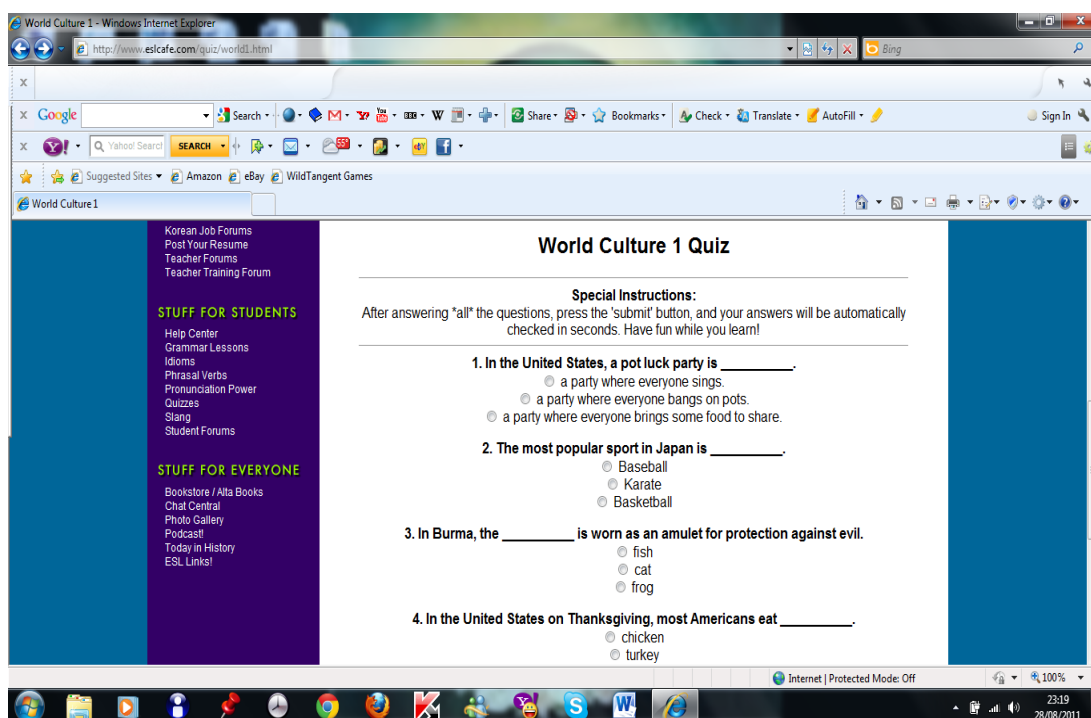 World Culture 1 - Windows Internet Explorer
http://www.eslcafe.com/quiz/world1.html
Bing
x
x Google Search Share Bookmarks Check Translate AutoFill Sign In
x Y! Yahoo! Search SEARCH
Suggested Sites Amazon eBay WildTangent Games
World Culture 1
Korean Job Forums
Post Your Resume
Teacher Forums
Teacher Training Forum
STUFF FOR STUDENTS
Help Center
Grammar Lessons
Idioms
Phrasal Verbs
Pronunciation Power
Quizzes
Slang
Student Forums
STUFF FOR EVERYONE
Bookstore / Alta Books
Chat Central
Photo Gallery
Podcast!
Today in History
ESL Links!
World Culture 1 Quiz
Special Instructions:
After answering *all* the questions, press the 'submit' button, and your answers will be automatically
checked in seconds. Have fun while you learn!
1. In the United States, a pot luck party is __________.
a party where everyone sings.
a party where everyone bangs on pots.
a party where everyone brings some food to share.
2. The most popular sport in Japan is __________.
Baseball
Karate
Basketball
3. In Burma, the __________ is worn as an amulet for protection against evil.
fish
cat
frog
4. In the United States on Thanksgiving, most Americans eat __________.
chicken
turkey
Internet | Protected Mode: Off 100%
23:19
28/08/2011